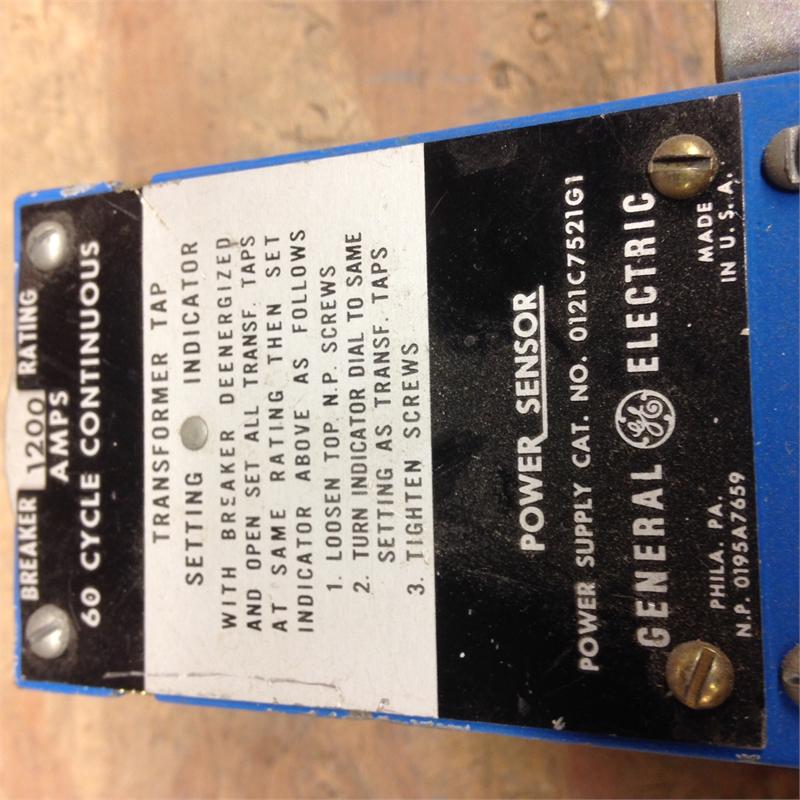 BREAKER 1200 RATING
AMPS
60 CYCLE CONTINUOUS
TRANSFORMER TAP
SETTING INDICATOR
WITH BREAKER DEENERGIZED
AND OPEN SET ALL TRANSF. TAPS
AT SAME RATING THEN SET
INDICATOR ABOVE AS FOLLOWS
1. LOOSEN TOP N.P. SCREWS
2. TURN INDICATOR DIAL TO SAME
SETTING AS TRANSF. TAPS
3. TIGHTEN SCREWS
POWER SENSOR
POWER SUPPLY CAT. NO. 0121C7521G1
GENERAL GE ELECTRIC
PHILA. PA. MADE
N.P. 0195A7659 IN U.S.A.